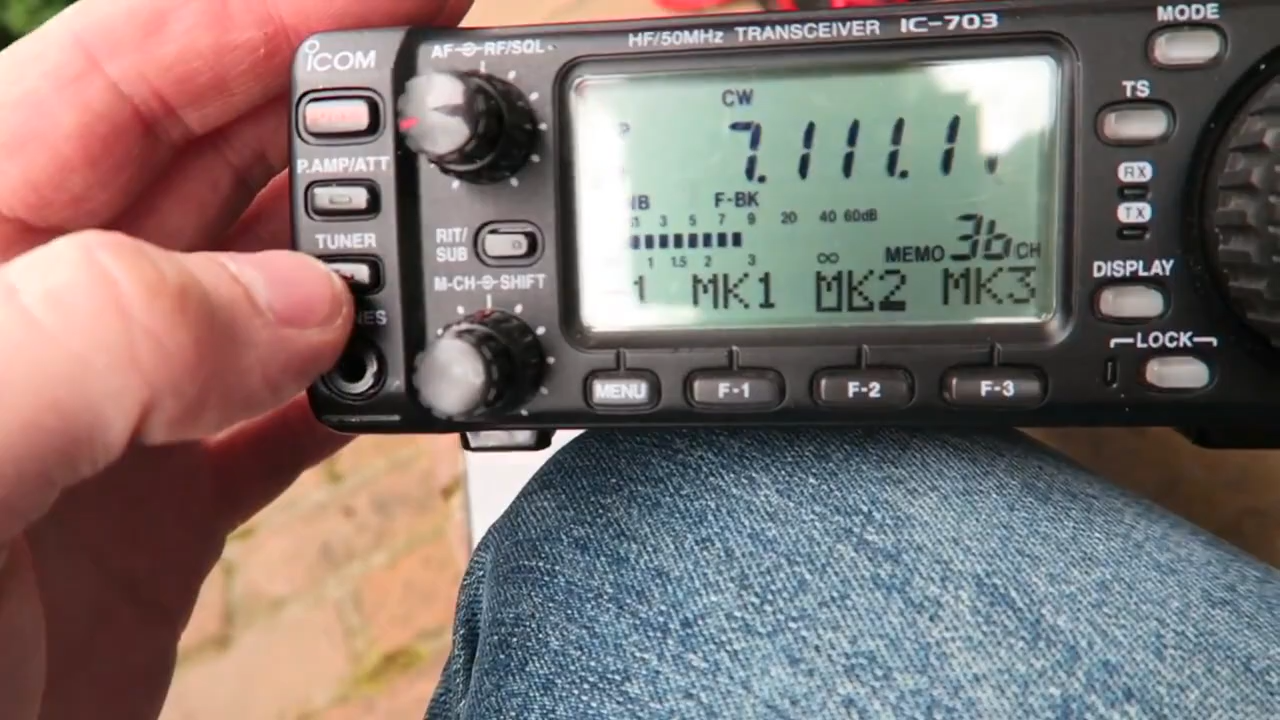 ICOM
AF RF/SQL
HF/50MHz TRANSCEIVER IC-703
MODE
P.AMP/ATT
TUNER
RIT/
SUB
M-CH SHIFT
CW
P
7.111.1
F-BK
3 5 7 9 20 40 60dB
1 1.5 2 3 ∞
MEMO 36 CH
1 MK1 MK2 MK3
TS
RX
TX
DISPLAY
LOCK
MENU F-1 F-2 F-3